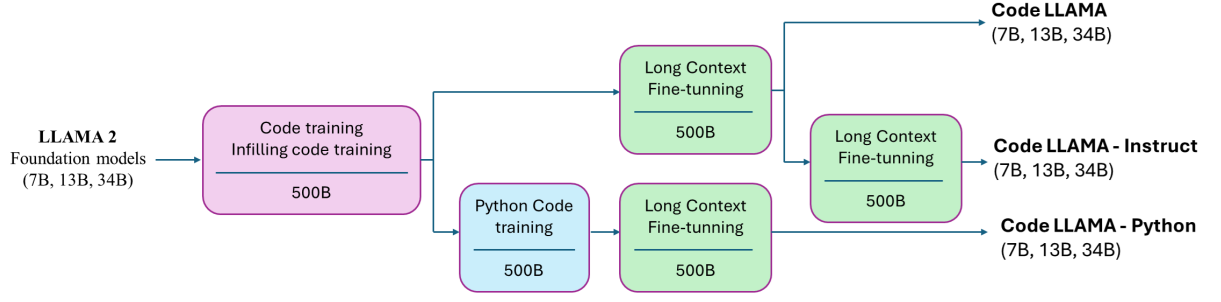 LLAMA 2
Foundation models
(7B, 13B, 34B)
Code training
Infilling code training
500B
Long Context
Fine-tunning
500B
Code LLAMA
(7B, 13B, 34B)
Long Context
Fine-tunning
500B
Code LLAMA - Instruct
(7B, 13B, 34B)
Python Code
training
500B
Long Context
Fine-tunning
500B
Code LLAMA - Python
(7B, 13B, 34B)